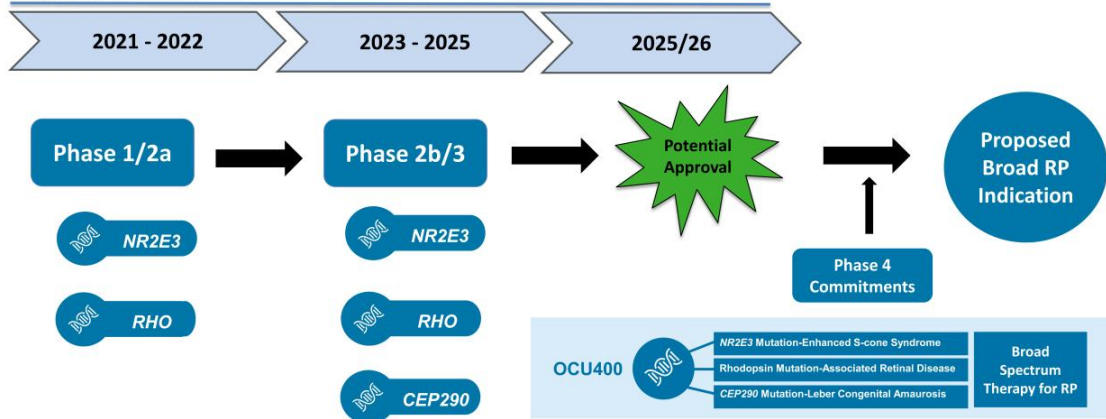 2021 - 2022
2023 - 2025
2025/26
Phase 1/2a
Phase 2b/3
Potential
Approval
Proposed
Broad RP
Indication
NR2E3
RHO
NR2E3
RHO
CEP290
Phase 4
Commitments
OCU400
NR2E3 Mutation-Enhanced S-cone Syndrome
Rhodopsin Mutation-Associated Retinal Disease
CEP290 Mutation-Leber Congenital Amaurosis
Broad
Spectrum
Therapy for RP